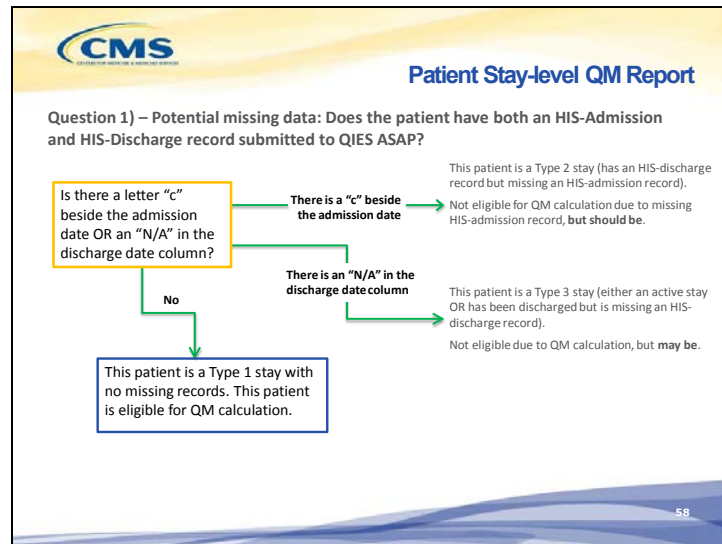 CMS
CENTERS FOR MEDICARE & MEDICAID SERVICES
Patient Stay-level QM Report
Question 1) – Potential missing data: Does the patient have both an HIS-Admission
and HIS-Discharge record submitted to QIES ASAP?
Is there a letter “c”
beside the admission
date OR an “N/A” in the
discharge date column?
There is a “c” beside
the admission date
This patient is a Type 2 stay (has an HIS-discharge
record but missing an HIS-admission record).
Not eligible for QM calculation due to missing
HIS-admission record, but should be.
There is an “N/A” in the
discharge date column
This patient is a Type 3 stay (either an active stay
OR has been discharged but is missing an HIS-
discharge record).
Not eligible due to QM calculation, but may be.
No
This patient is a Type 1 stay with
no missing records. This patient
is eligible for QM calculation.
58